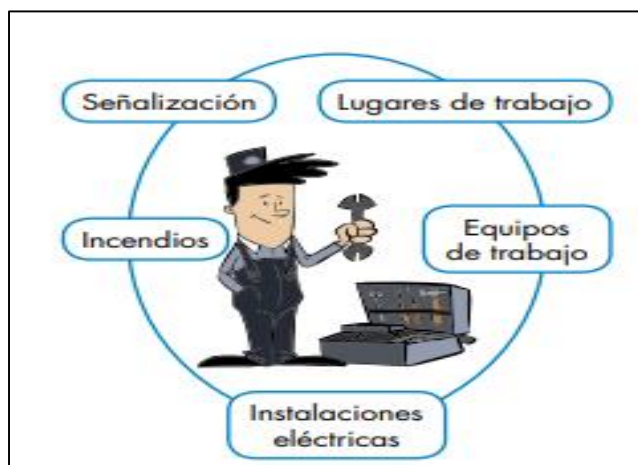 Señalización
Lugares de trabajo
Incendios
Equipos
de trabajo
Instalaciones
eléctricas